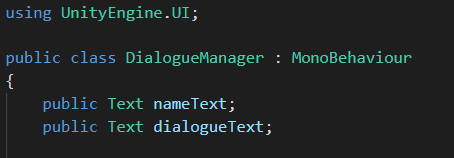 using UnityEngine.UI;
public class DialogueManager : MonoBehaviour
{
public Text nameText;
public Text dialogueText;